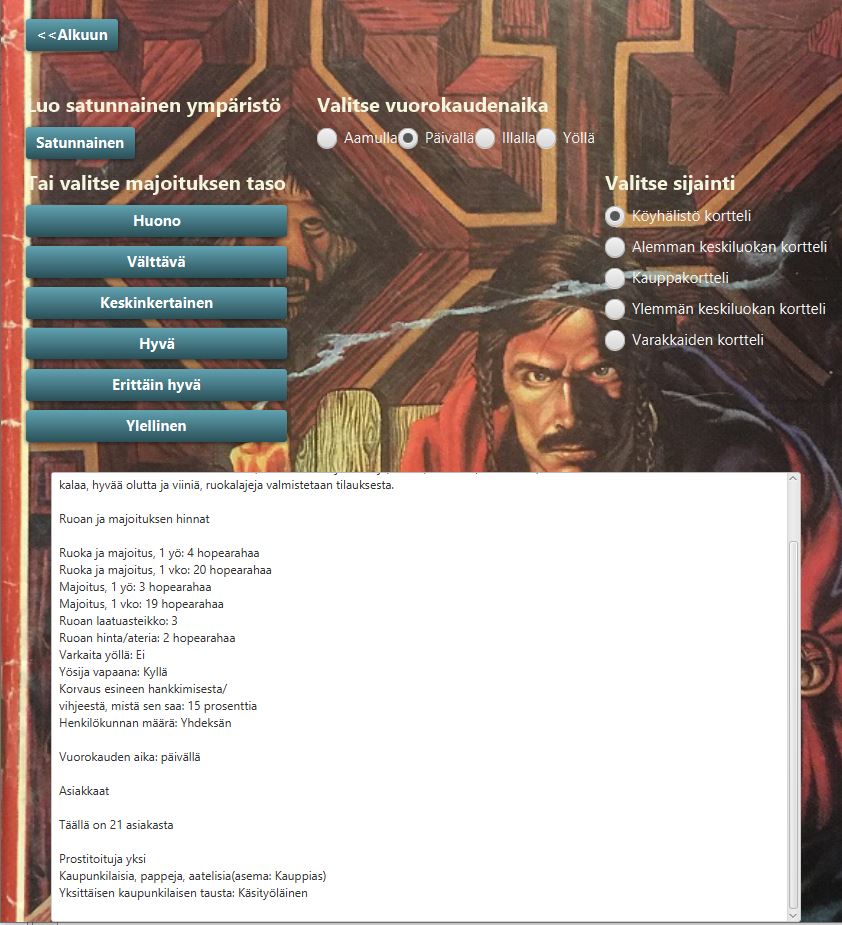 <<Alkuun
Luo satunnainen ympäristö
Valitse vuorokaudenaika
Satunnainen
Aamulla Päivällä Illalla Yöllä
Tai valitse majoituksen taso
Valitse sijainti
Huono
Köyhälistö kortteli
Välttävä
Alemman keskiluokan kortteli
Keskinkertainen
Kauppakortteli
Hyvä
Ylemmän keskiluokan kortteli
Erittäin hyvä
Varakkaiden kortteli
Ylellinen
kalaa, hyvää olutta ja viiniä, ruokalajeja valmistetaan tilauksesta.
Ruoan ja majoituksen hinnat
Ruoka ja majoitus, 1 yö: 4 hopearahaa
Ruoka ja majoitus, 1 vko: 20 hopearahaa
Majoitus, 1 yö: 3 hopearahaa
Majoitus, 1 vko: 19 hopearahaa
Ruoan laatuasteikko: 3
Ruoan hinta/ateria: 2 hopearahaa
Varkaita yöllä: Ei
Yösija vapaana: Kyllä
Korvaus esineen hankkimisesta/
vihjeestä, mistä sen saa: 15 prosenttia
Henkilökunnan määrä: Yhdeksän
Vuorokauden aika: päivällä
Asiakkaat
Täällä on 21 asiakasta
Prostitoituja yksi
Kaupunkilaisia, pappeja, aatelisia(asema: Kauppias)
Yksittäisen kaupunkilaisen tausta: Käsityöläinen